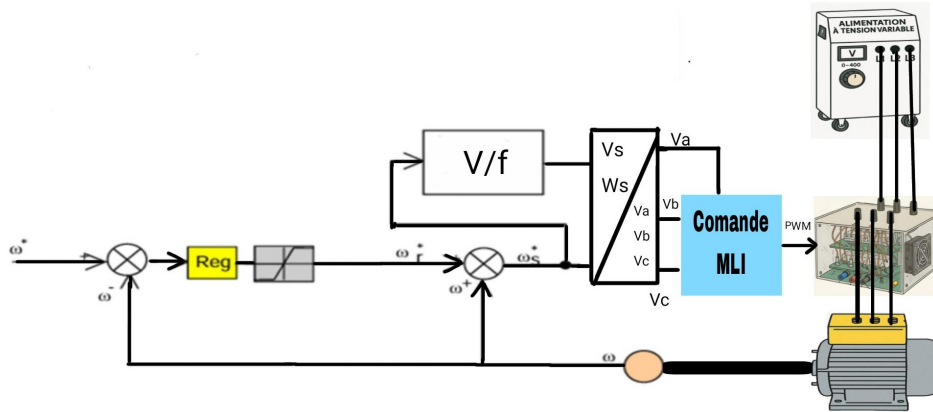 ALIMENTATION
À TENSION VARIABLE
V
0-400
L1 L2 L3
V/f
Vs
Ws
Va
Vb
Vc
Va
Vb
Vc
Comande
MLI
PWM
ω*
+
ω-
Reg
ω*r
+
ω+
ω*s
ω